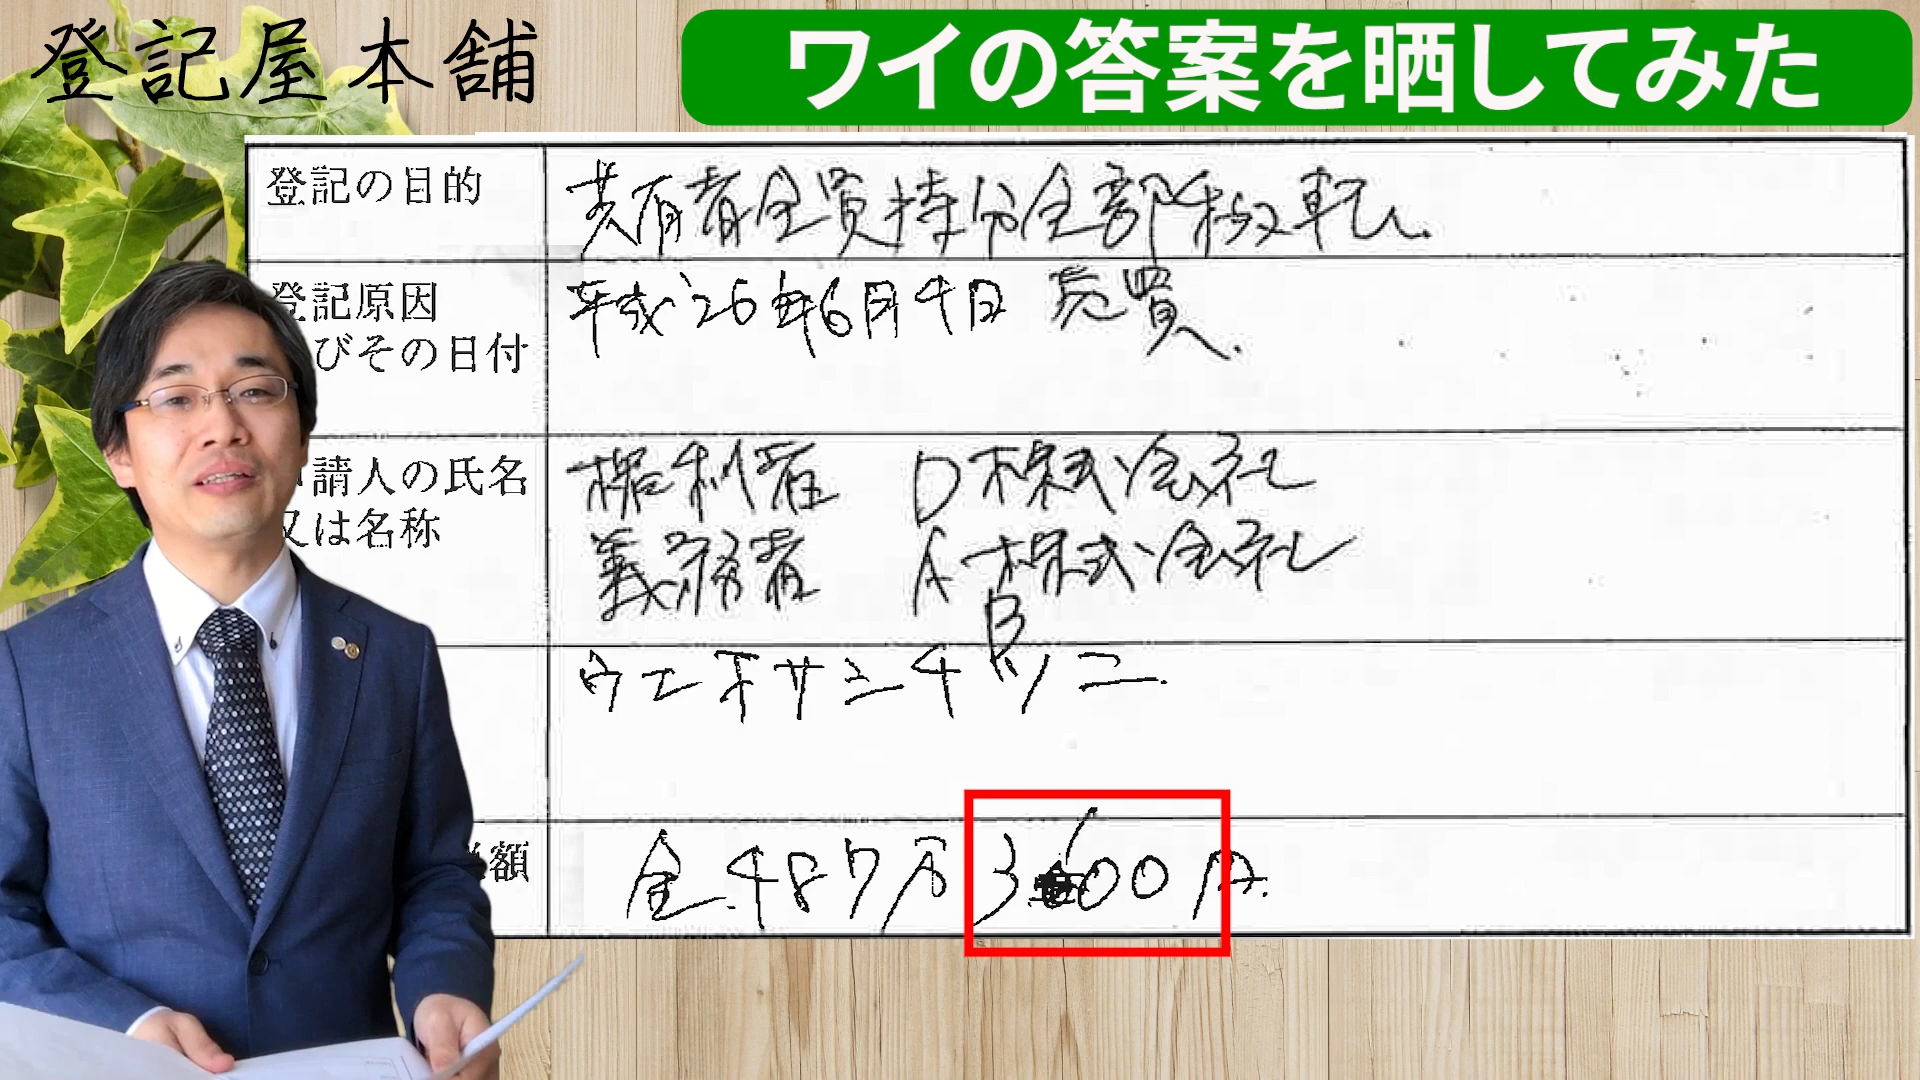 登記屋本舗
ワイの答案を晒してみた
登記の目的
共有者全員持分全部移転
登記原因
びその日付
平成26年6月4日 売買
請人の氏名
又は名称
権利者 D株式会社
義務者 A株式会社
B
ウエオサシチツニ
額
金487万3600円